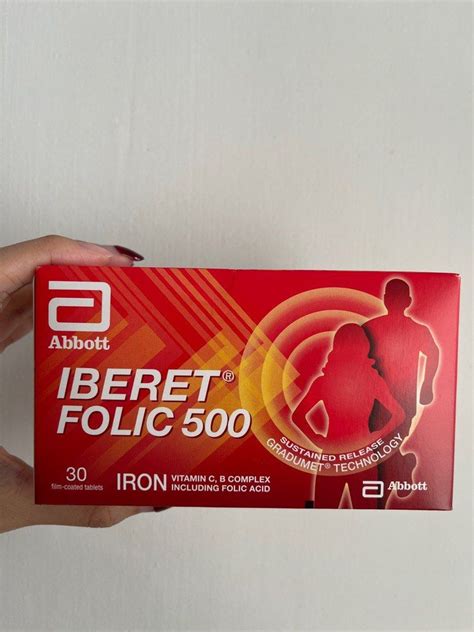 Abbott
IBERET®
FOLIC 500
SUSTAINED RELEASE
GRADUMET® TECHNOLOGY
30
film-coated tablets
IRON
VITAMIN C, B COMPLEX
INCLUDING FOLIC ACID
Abbott